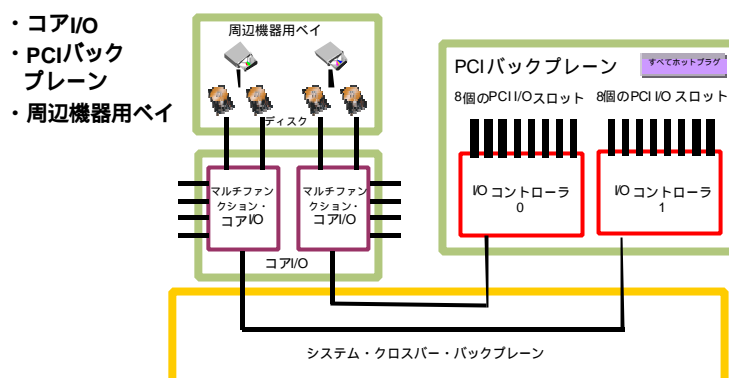 ・コアI/O
・PCIバック
プレーン
・周辺機器用ベイ
周辺機器用ベイ
ディスク
マルチファン
クション・
コアI/O
マルチファン
クション・
コアI/O
コアI/O
PCIバックプレーン
すべてホットプラグ
8個のPCI I/Oスロット
8個のPCI I/O スロット
I/O コントローラ
0
I/O コントローラ
1
システム・クロスバー・バックプレーン